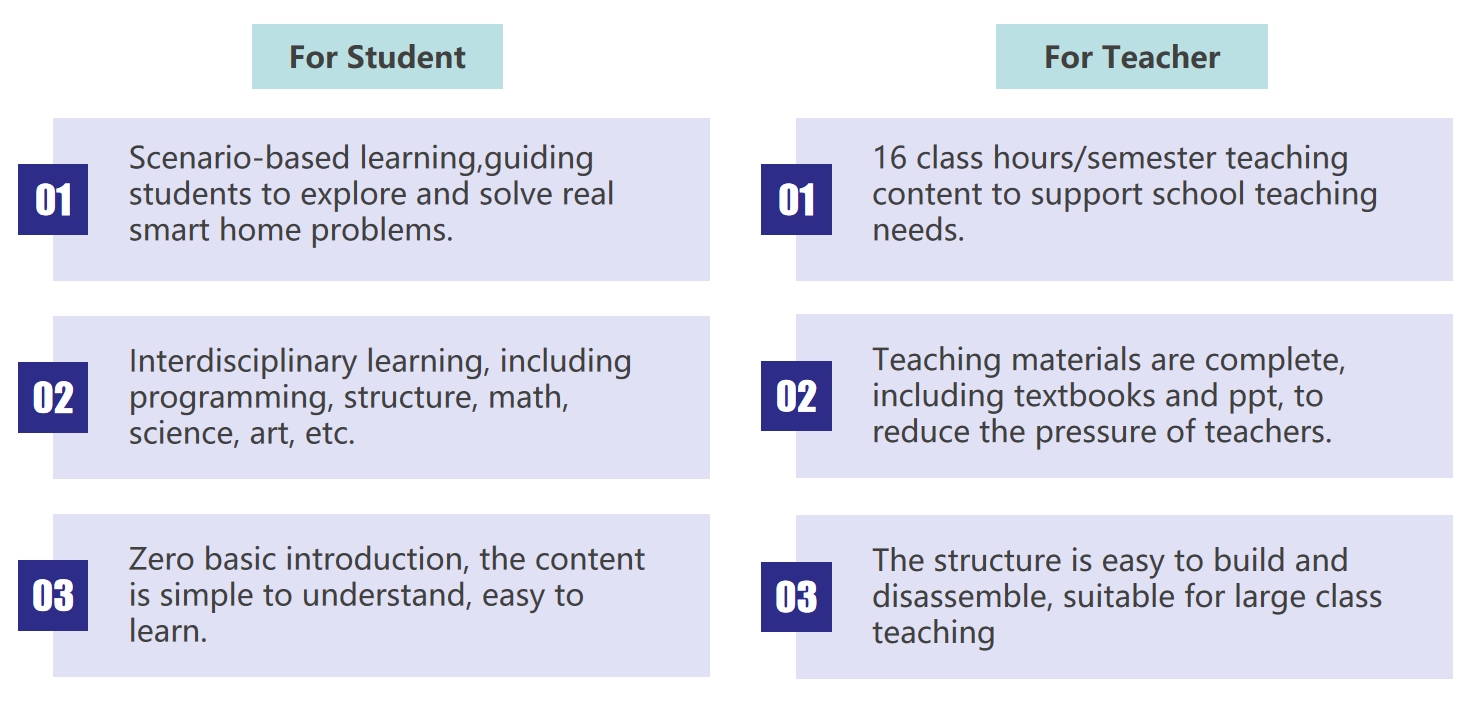 For Student
01
Scenario-based learning,guiding
students to explore and solve real
smart home problems.
02
Interdisciplinary learning, including
programming, structure, math,
science, art, etc.
03
Zero basic introduction, the content
is simple to understand, easy to
learn.
For Teacher
01
16 class hours/semester teaching
content to support school teaching
needs.
02
Teaching materials are complete,
including textbooks and ppt, to
reduce the pressure of teachers.
03
The structure is easy to build and
disassemble, suitable for large class
teaching